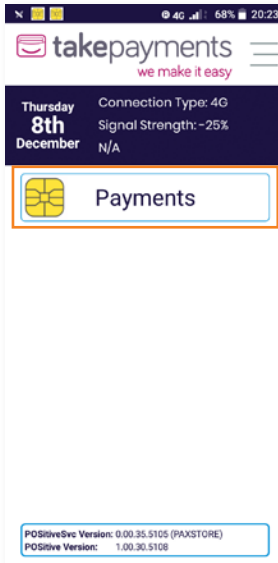 4G 68% 20:23
takepayments
we make it easy
Thursday
8th
December
Connection Type: 4G
Signal Strength: -25%
N/A
Payments
POSitiveSvc Version: 0.00.35.5105 (PAXSTORE)
POSitive Version: 1.00.30.5108